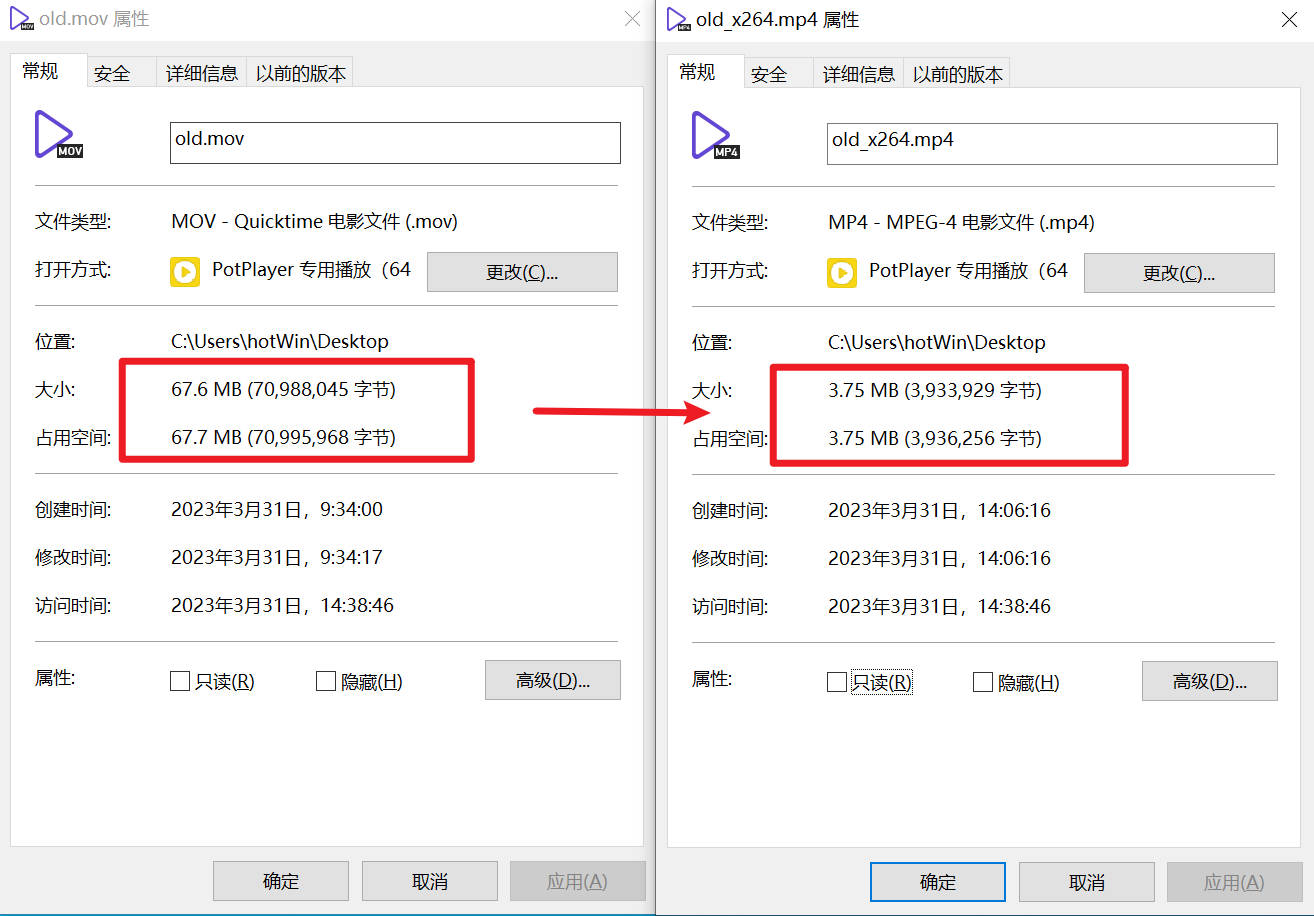 old.mov 属性
常规 安全 详细信息 以前的版本
MOV
old.mov
文件类型: MOV - Quicktime 电影文件 (.mov)
打开方式: PotPlayer 专用播放（64 更改(C)...
位置: C:\Users\hotWin\Desktop
大小: 67.6 MB (70,988,045 字节)
占用空间: 67.7 MB (70,995,968 字节)
创建时间: 2023年3月31日，9:34:00
修改时间: 2023年3月31日，9:34:17
访问时间: 2023年3月31日，14:38:46
属性: 只读(R) 隐藏(H) 高级(D)...
确定 取消 应用(A)
old_x264.mp4 属性
常规 安全 详细信息 以前的版本
MP4
old_x264.mp4
文件类型: MP4 - MPEG-4 电影文件 (.mp4)
打开方式: PotPlayer 专用播放（64 更改(C)...
位置: C:\Users\hotWin\Desktop
大小: 3.75 MB (3,933,929 字节)
占用空间: 3.75 MB (3,936,256 字节)
创建时间: 2023年3月31日，14:06:16
修改时间: 2023年3月31日，14:06:16
访问时间: 2023年3月31日，14:38:46
属性: 只读(R) 隐藏(H) 高级(D)...
确定 取消 应用(A)